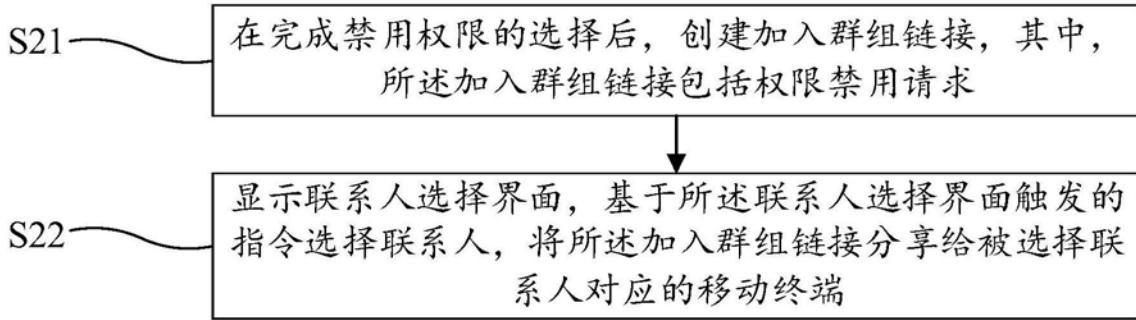 S21
在完成禁用权限的选择后，创建加入群组链接，其中，
所述加入群组链接包括权限禁用请求
S22
显示联系人选择界面，基于所述联系人选择界面触发的
指令选择联系人，将所述加入群组链接分享给被选择联
系人对应的移动终端